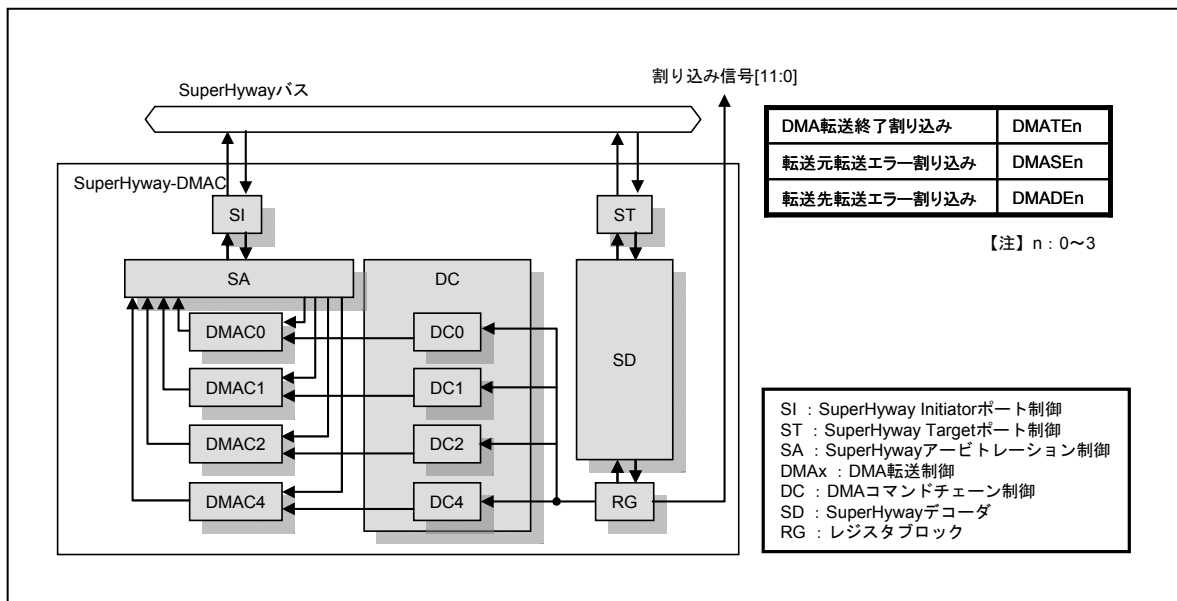 SuperHywayバス
割り込み信号[11:0]
DMA転送終了割り込み DMATEn
転送元転送エラー割り込み DMASEn
転送先転送エラー割り込み DMADEn
【注】n：0～3
SuperHyway-DMAC
SI
ST
SA
DC
SD
DMAC0
DC0
DMAC1
DC1
DMAC2
DC2
DMAC4
DC4
RG
SI ：SuperHyway Initiatorポート制御
ST ：SuperHyway Targetポート制御
SA ：SuperHywayアービトレーション制御
DMAx ：DMA転送制御
DC ：DMAコマンドチェーン制御
SD ：SuperHywayデコーダ
RG ：レジスタブロック